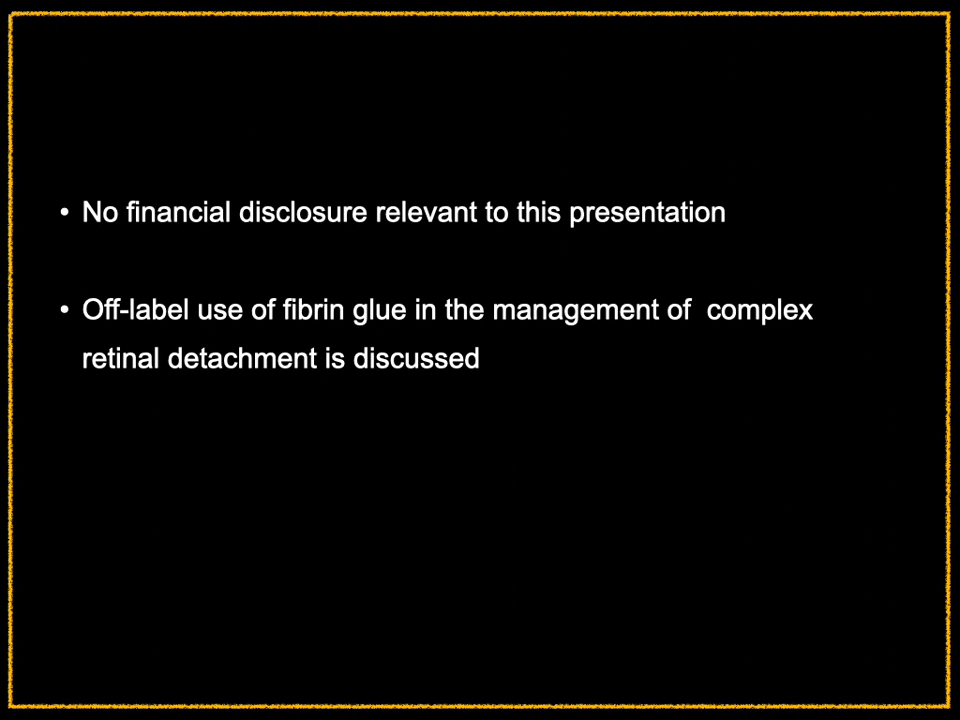 • No financial disclosure relevant to this presentation
• Off-label use of fibrin glue in the management of  complex
retinal detachment is discussed